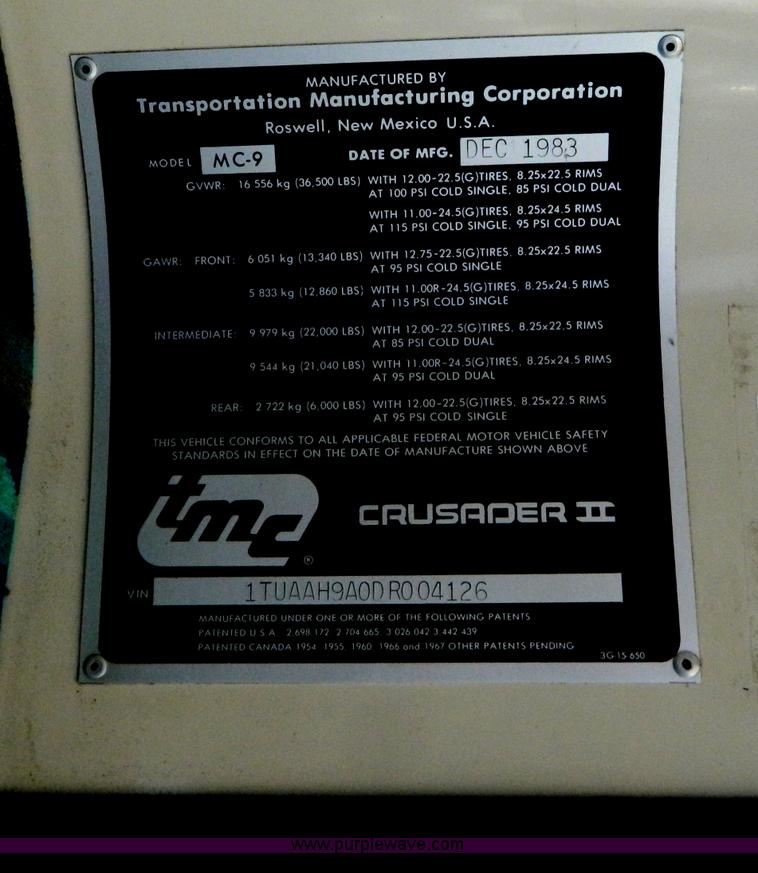 MANUFACTURED BY
Transportation Manufacturing Corporation
Roswell, New Mexico U.S.A.
MODEL MC-9 DATE OF MFG. DEC 1983
GVWR: 16 556 kg (36,500 LBS) WITH 12.00-22.5(G)TIRES, 8.25x22.5 RIMS
AT 100 PSI COLD SINGLE, 85 PSI COLD DUAL
WITH 11.00-24.5(G)TIRES, 8.25x24.5 RIMS
AT 115 PSI COLD SINGLE, 95 PSI COLD DUAL
GAWR: FRONT: 6 051 kg (13,340 LBS) WITH 12.75-22.5(G)TIRES, 8.25x22.5 RIMS
AT 95 PSI COLD SINGLE
5 833 kg (12,860 LBS) WITH 11.00R-24.5(G)TIRES, 8.25x24.5 RIMS
AT 115 PSI COLD SINGLE
INTERMEDIATE: 9 979 kg (22,000 LBS) WITH 12.00-22.5(G)TIRES, 8.25x22.5 RIMS
AT 85 PSI COLD DUAL
9 544 kg (21,040 LBS) WITH 11.00R-24.5(G)TIRES, 8.25x24.5 RIMS
AT 95 PSI COLD DUAL
REAR: 2 722 kg (6,000 LBS) WITH 12.00-22.5(G)TIRES, 8.25x22.5 RIMS
AT 95 PSI COLD SINGLE
THIS VEHICLE CONFORMS TO ALL APPLICABLE FEDERAL MOTOR VEHICLE SAFETY
STANDARDS IN EFFECT ON THE DATE OF MANUFACTURE SHOWN ABOVE
tmc ® CRUSADER II
VIN 1TUAAH9A0DR004126
MANUFACTURED UNDER ONE OR MORE OF THE FOLLOWING PATENTS
PATENTED U.S.A. 2 698 172 2 704 665 3 026 042 3 442 439
PATENTED CANADA 1954 1955 1960 1966 and 1967 OTHER PATENTS PENDING
3G 15 650
www.purplewave.com